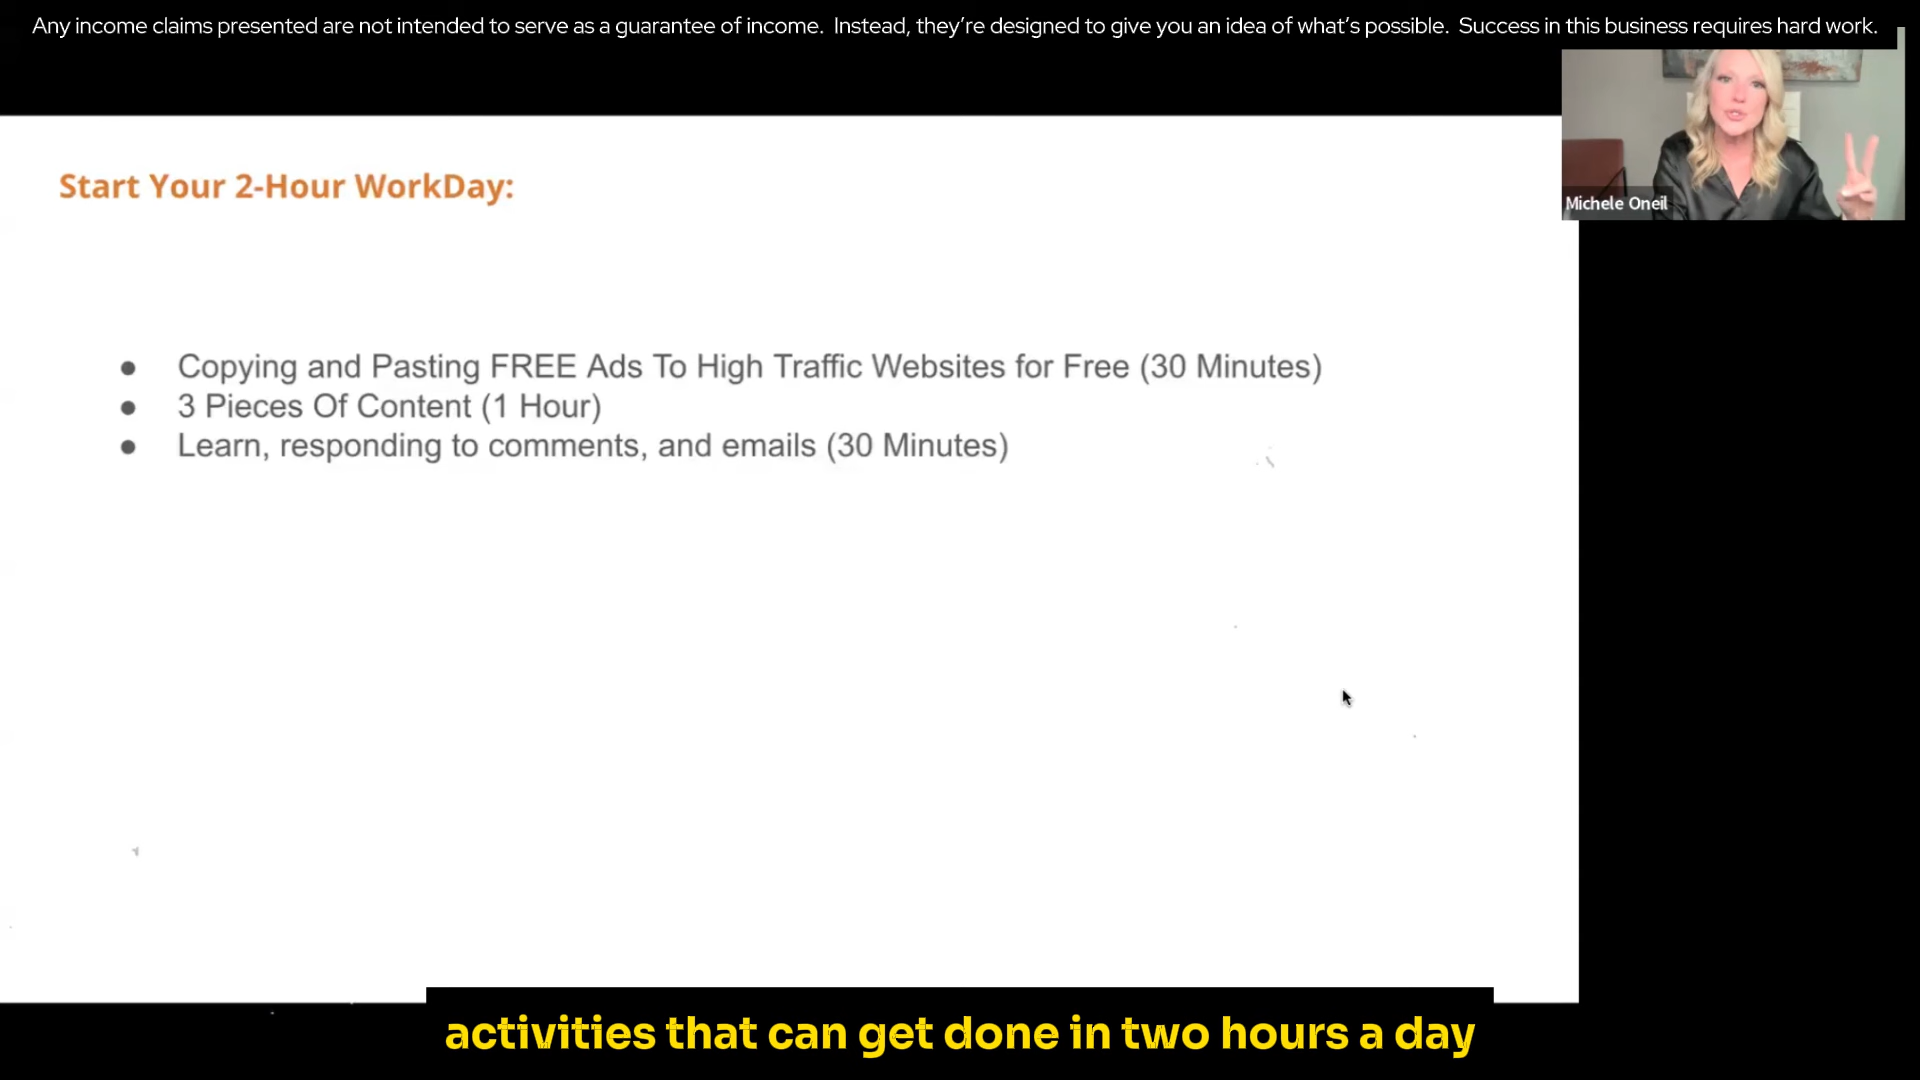 Any income claims presented are not intended to serve as a guarantee of income. Instead, they're designed to give you an idea of what's possible. Success in this business requires hard work.
Michele Oneil
Start Your 2-Hour WorkDay:
● Copying and Pasting FREE Ads To High Traffic Websites for Free (30 Minutes)
● 3 Pieces Of Content (1 Hour)
● Learn, responding to comments, and emails (30 Minutes)
activities that can get done in two hours a day